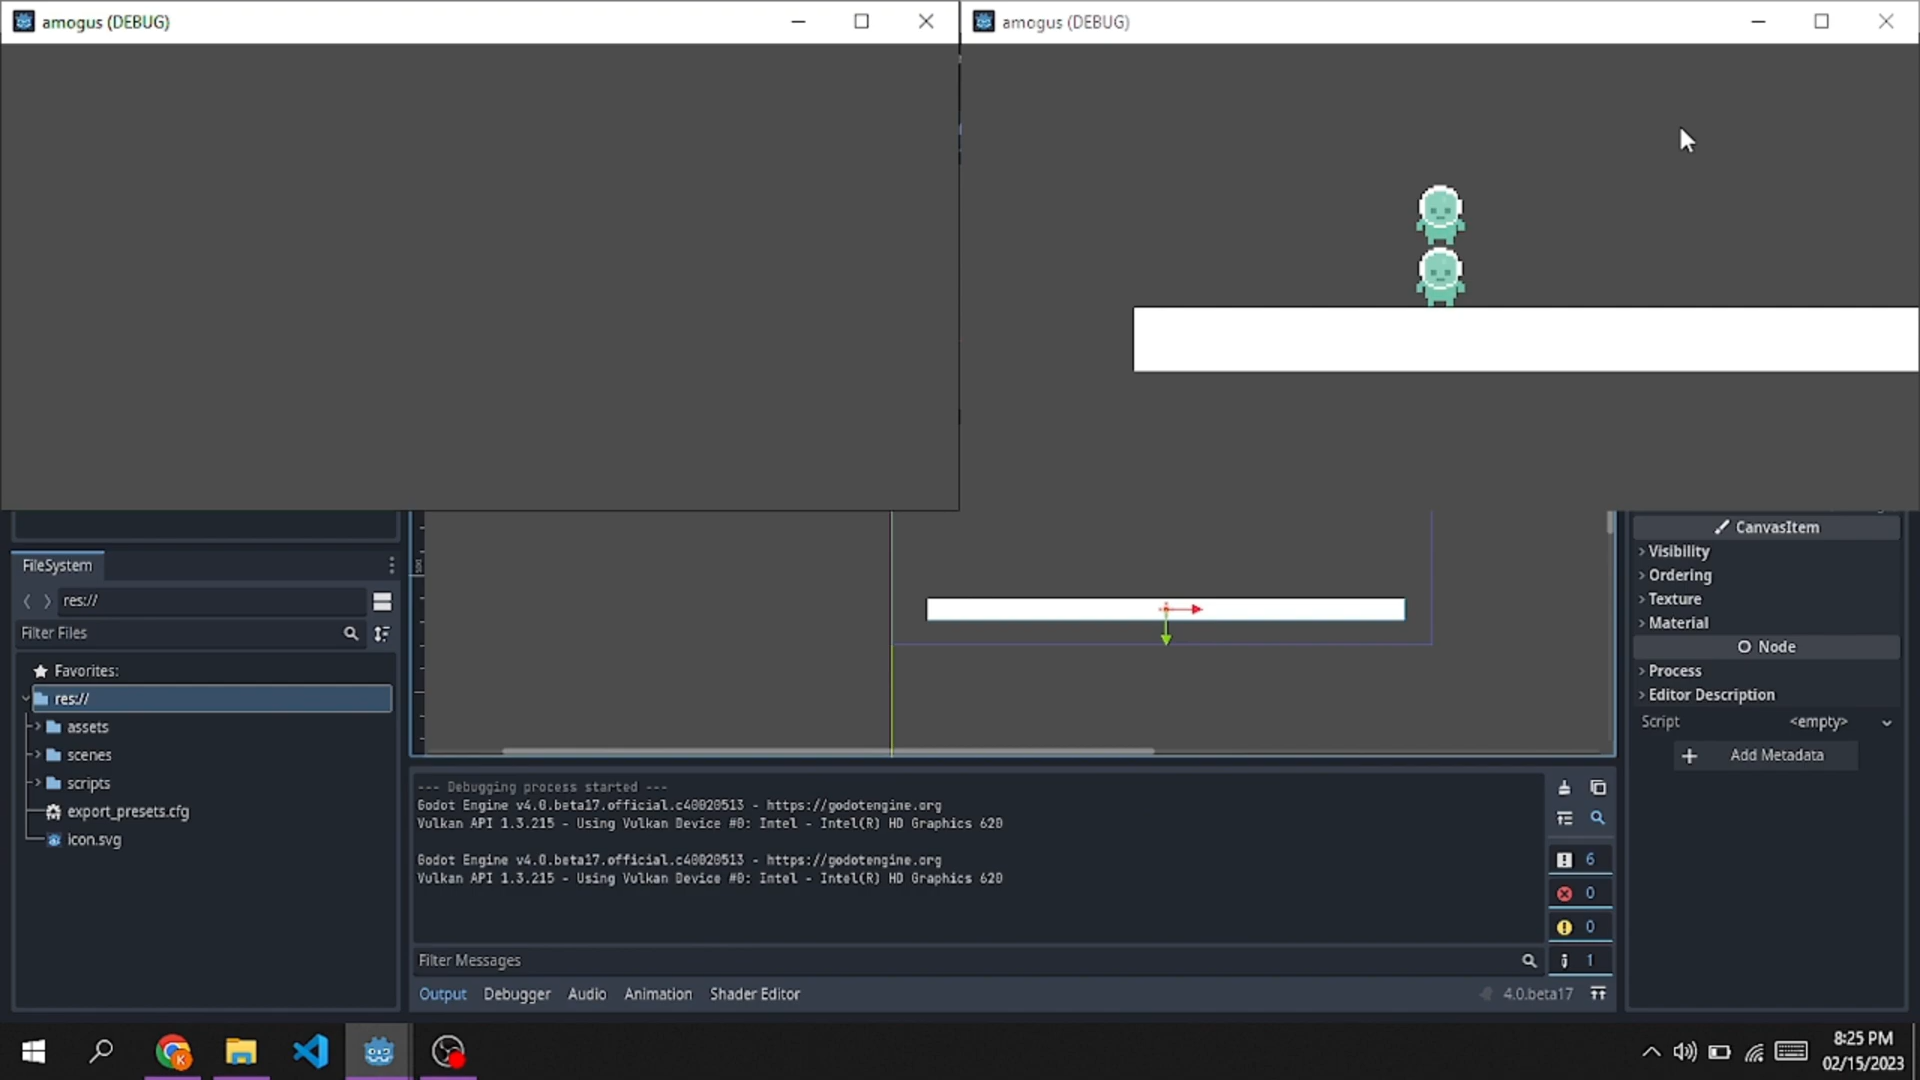 amogus (DEBUG)
amogus (DEBUG)
FileSystem
res://
Filter Files
Favorites:
res://
assets
scenes
scripts
export_presets.cfg
icon.svg
--- Debugging process started ---
Godot Engine v4.0.beta17.official.c40020513 - https://godotengine.org
Vulkan API 1.3.215 - Using Vulkan Device #0: Intel - Intel(R) HD Graphics 620
Godot Engine v4.0.beta17.official.c40020513 - https://godotengine.org
Vulkan API 1.3.215 - Using Vulkan Device #0: Intel - Intel(R) HD Graphics 620
Filter Messages
6
0
0
1
Output Debugger Audio Animation Shader Editor
4.0.beta17
CanvasItem
Visibility
Ordering
Texture
Material
Node
Process
Editor Description
Script <empty>
Add Metadata
8:25 PM
02/15/2023